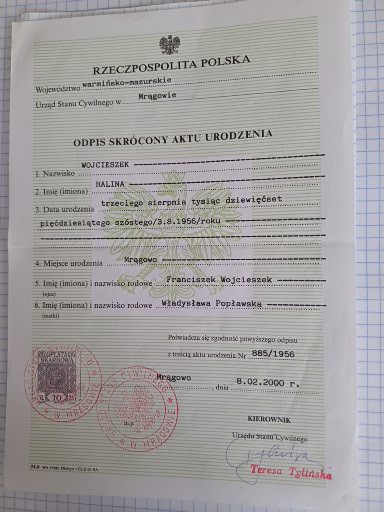 RZECZPOSPOLITA POLSKA
Województwo warmińsko-mazurskie
Urząd Stanu Cywilnego w Mrągowie
ODPIS SKRÓCONY AKTU URODZENIA
1. Nazwisko WOJCIESZEK
2. Imię (imiona) HALINA
3. Data urodzenia trzeciego sierpnia tysiąc dziewięćset
pięćdziesiątego szóstego/3.8.1956/roku
4. Miejsce urodzenia Mrągowo
5. Imię (imiona) i nazwisko rodowe Franciszek Wojcieszek
(ojca)
6. Imię (imiona) i nazwisko rodowe Władysława Popławska
(matki)
Poświadcza się zgodność powyższego odpisu
z treścią aktu urodzenia Nr 885/1956
Mrągowo, dnia 8.02.2000 r.
m.p.
KIEROWNIK
Urzędu Stanu Cywilnego
Teresa Tylińska
W MRĄGOWIE
W MRĄGOWIE